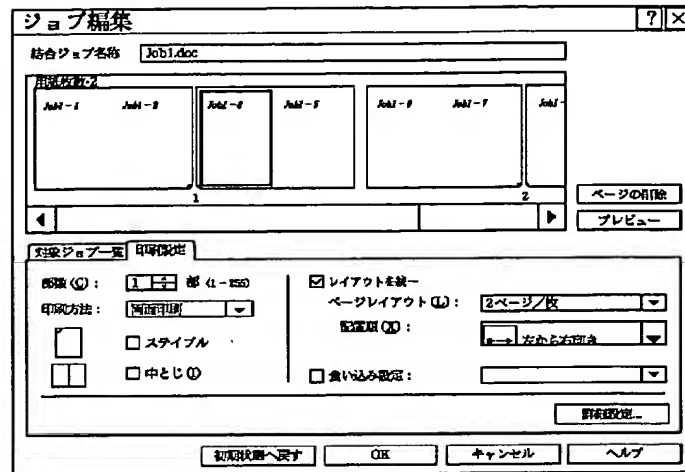 ジョブ編集 ? ×
結合ジョブ名称 Job1.doc
用紙枚数:2
Job1-1 Job1-5 Job1-6 Job1-7 Job1-
1 2
ページの削除
プレビュー
対象ジョブ一覧 印刷設定
部数(C): 1 部 (1-255)
印刷方法: 両面印刷
ステイプル
中とじ(I)
レイアウトを統一
ページレイアウト(L): 2ページ/枚
配置順(X): 左から右向き
食い込み設定:
詳細設定...
初期状態へ戻す OK キャンセル ヘルプ